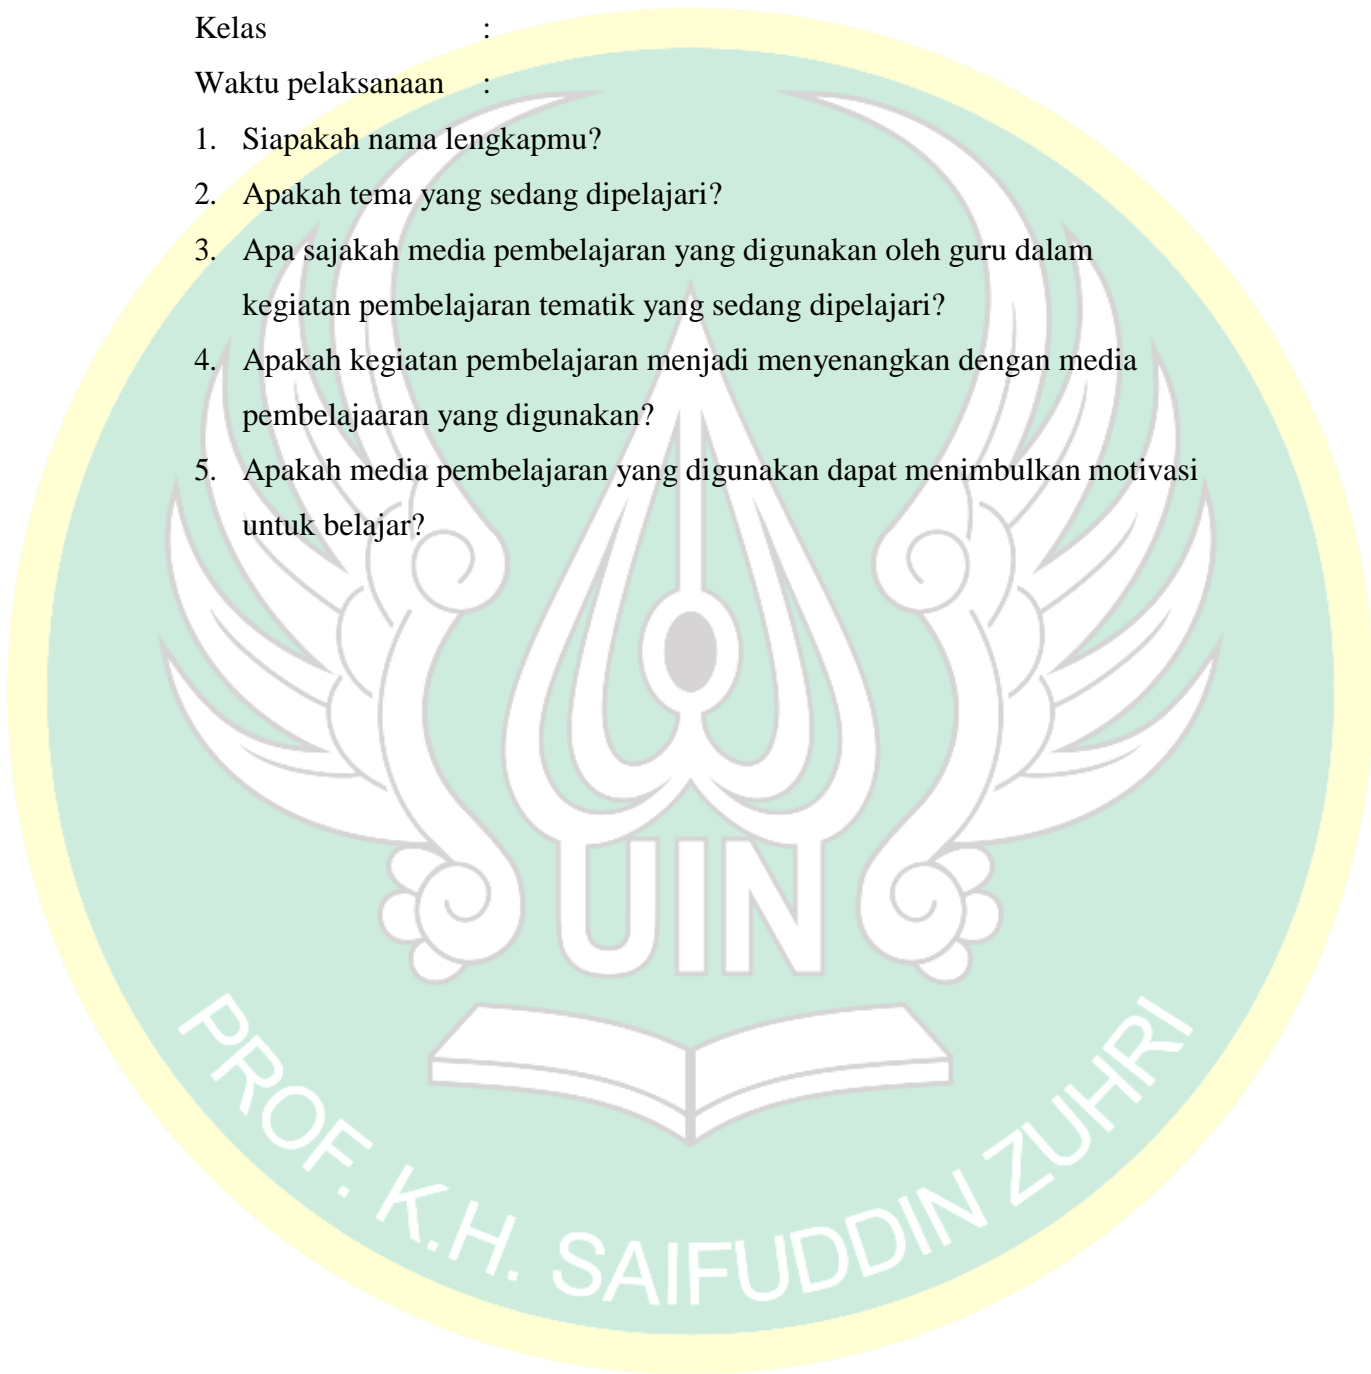 Kelas :
Waktu pelaksanaan :
1. Siapakah nama lengkapmu?
2. Apakah tema yang sedang dipelajari?
3. Apa sajakah media pembelajaran yang digunakan oleh guru dalam
kegiatan pembelajaran tematik yang sedang dipelajari?
4. Apakah kegiatan pembelajaran menjadi menyenangkan dengan media
pembelajaaran yang digunakan?
5. Apakah media pembelajaran yang digunakan dapat menimbulkan motivasi
untuk belajar?
UIN
PROF. K.H. SAIFUDDIN ZUHRI